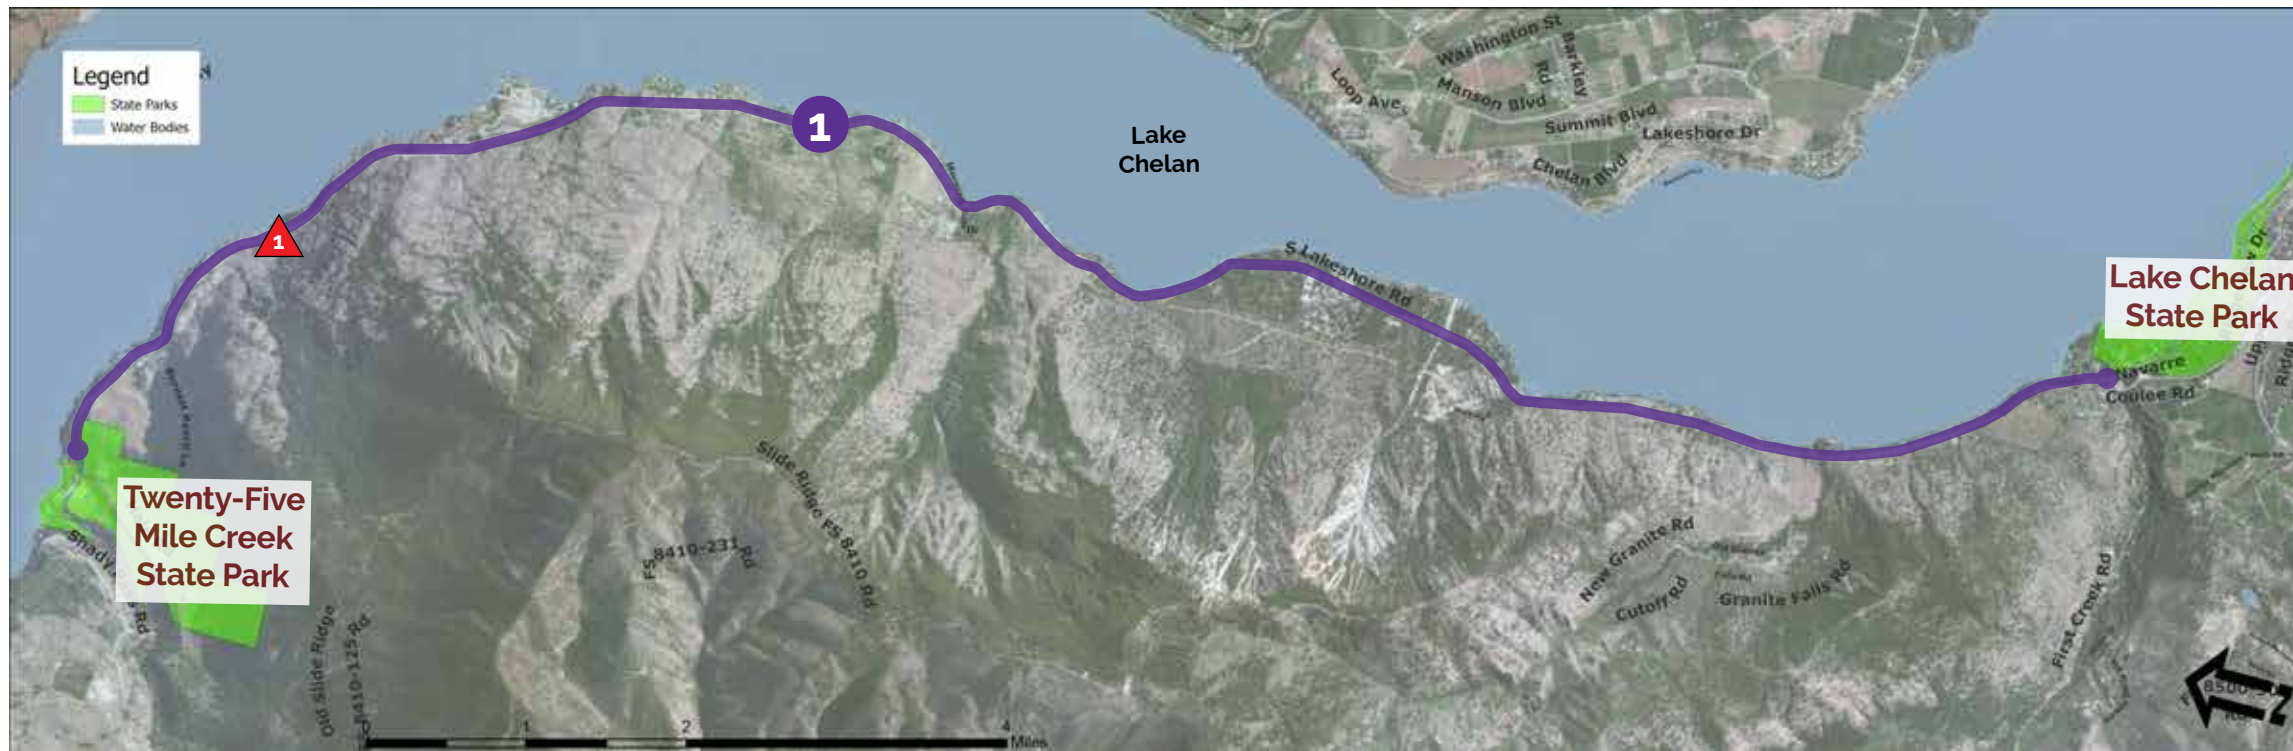 Legend
State Parks
Water Bodies
Washington St
Barkley
Rd
Loop Ave
Manson Blvd
Summit Blvd
Lakeshore Dr
Chelan Blvd
Lake
Chelan
1
1
S Lakeshore Rd
Lake Chelan
State Park
Navarre
Coulee Rd
Twenty-Five
Mile Creek
State Park
Shady
Rd
Slide Ridge FS 8410 Rd
FS 8410-231 Rd
Old Slide Ridge
8410-125 Rd
New Granite Rd
Cutoff Rd
Granite Falls Rd
First Creek Rd
1
2
4
Miles